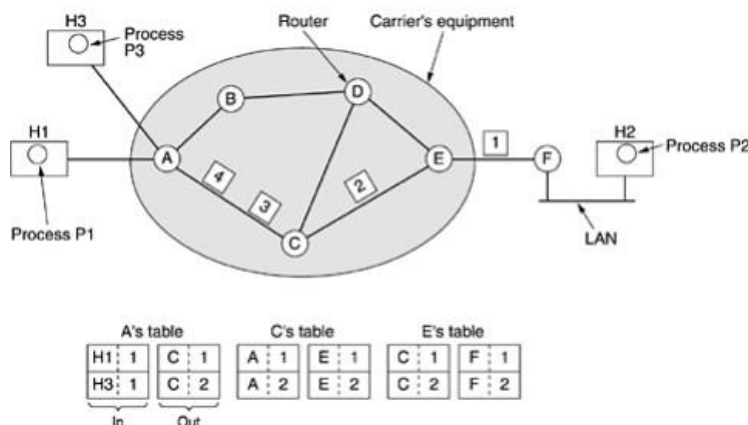 H3
Process
P3
Router
Carrier's equipment
B
D
H1
A
E
1
F
H2
Process P2
4
3
2
Process P1
C
LAN
A's table
C's table
E's table
H1 1 C 1 A 1 E 1 C 1 F 1
H3 1 C 2 A 2 E 2 C 2 F 2
In Out